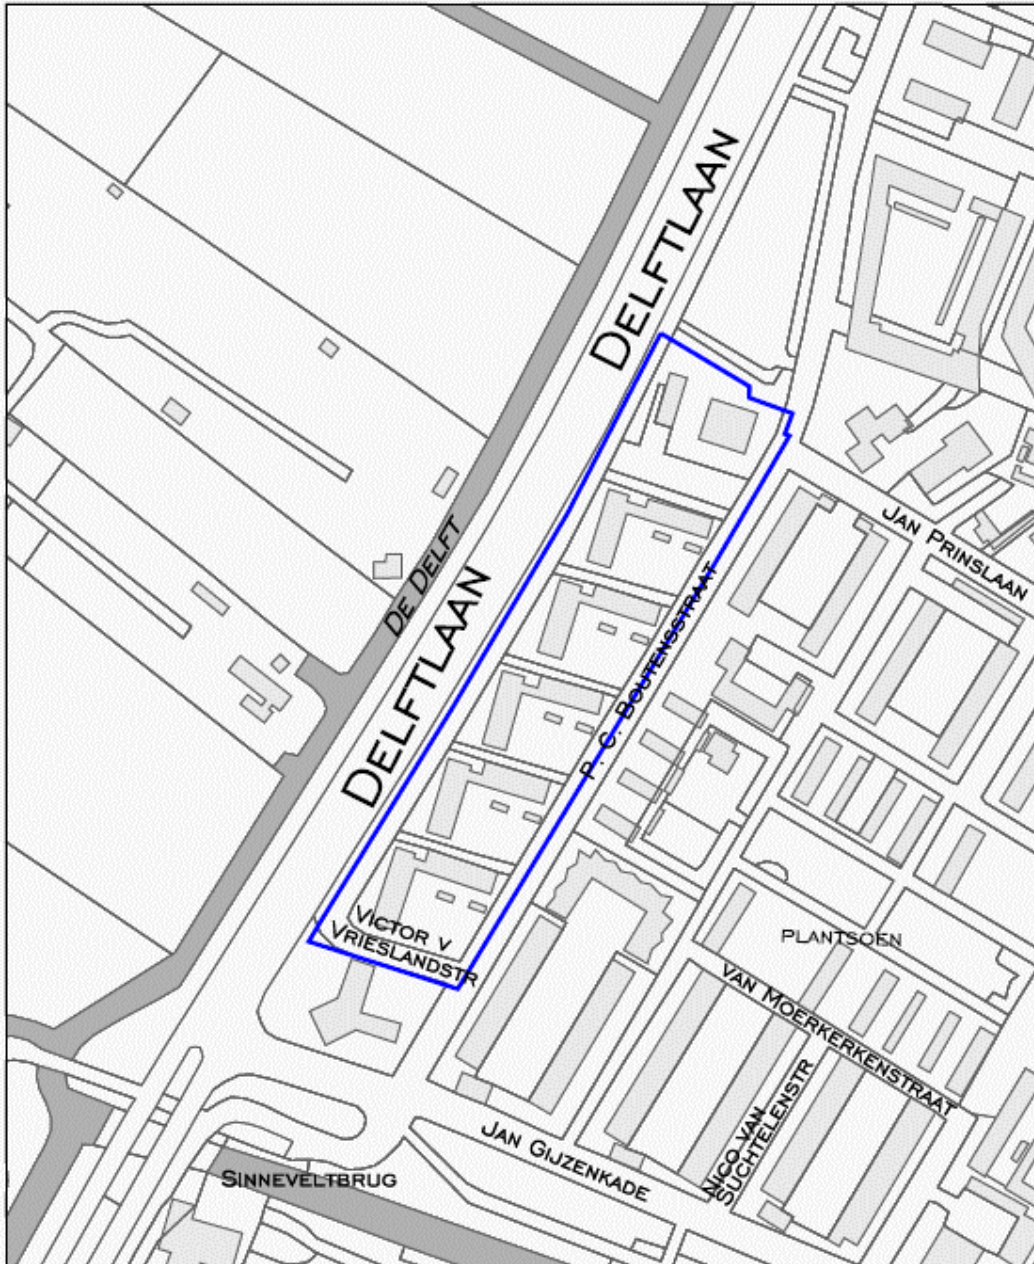 DELFTLAAN
JAN PRINSLAAN
DE DELFT
DELFTLAAN
P. C. BOUTENSSTRAAT
VICTOR V
VRIESLANDSTR
PLANTSOEN
VAN MOERKERKENSTRAAT
NICO VAN
SUCHTELENSTR
JAN GIJZENKADE
SINNEVELTBRUG